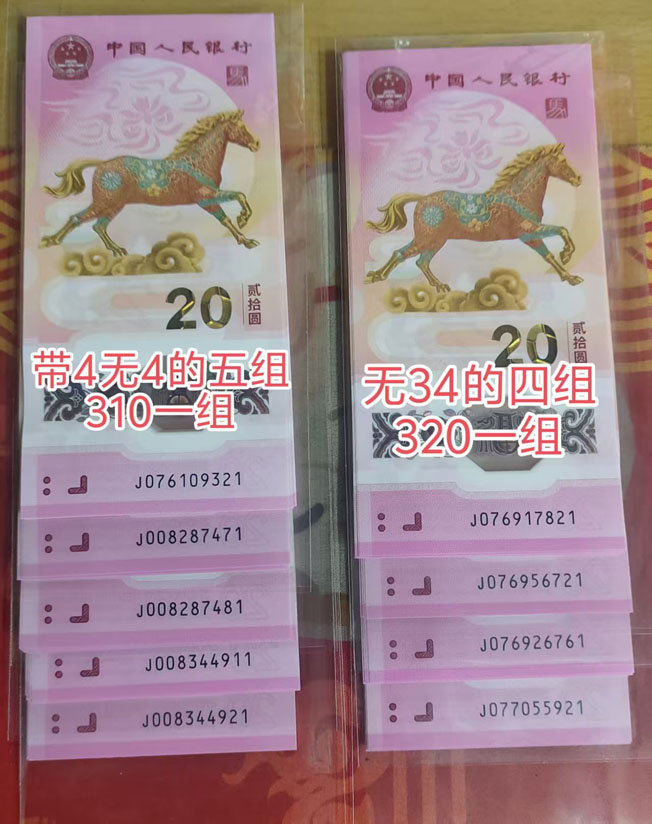 中国人民银行
馬
20
贰拾圆
带4无4的五组
310一组
J076109321
J008287471
J008287481
J008344911
J008344921
中国人民银行
馬
20
贰拾圆
无34的四组
320一组
J076917821
J076956721
J076926761
J077055921